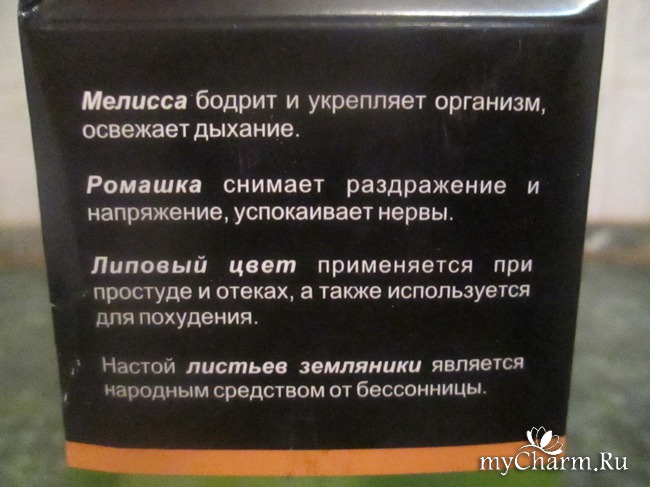 Мелисса бодрит и укрепляет организм,
освежает дыхание.
Ромашка снимает раздражение и
напряжение, успокаивает нервы.
Липовый цвет применяется при
простуде и отеках, а также используется
для похудения.
Настой листьев земляники является
народным средством от бессонницы.
myCharm.Ru